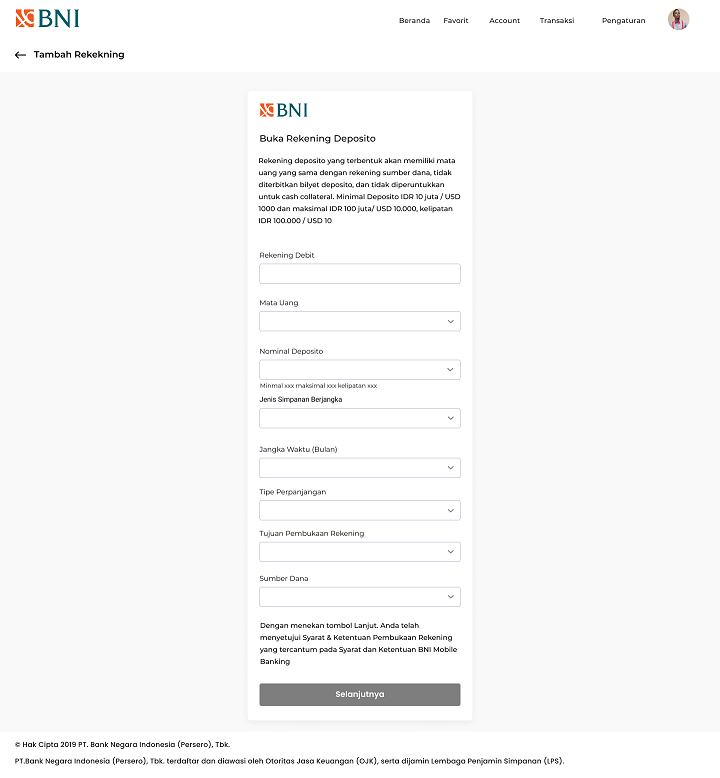 BNI
Beranda Favorit Account Transaksi Pengaturan
Tambah Rekekning
BNI
Buka Rekening Deposito
Rekening deposito yang terbentuk akan memiliki mata
uang yang sama dengan rekening sumber dana, tidak
diterbitkan bilyet deposito, dan tidak diperuntukkan
untuk cash collateral. Minimal Deposito IDR 10 juta / USD
1000 dan maksimal IDR 100 juta/ USD 10.000, kelipatan
IDR 100.000 / USD 10
Rekening Debit
Mata Uang
Nominal Deposito
Minmal xxx maksimal xxx kelipatan xxx
Jenis Simpanan Berjangka
Jangka Waktu (Bulan)
Tipe Perpanjangan
Tujuan Pembukaan Rekening
Sumber Dana
Dengan menekan tombol Lanjut. Anda telah
menyetujui Syarat & Ketentuan Pembukaan Rekening
yang tercantum pada Syarat dan Ketentuan BNI Mobile
Banking
Selanjutnya
© Hak Cipta 2019 PT. Bank Negara Indonesia (Persero), Tbk.
PT.Bank Negara Indonesia (Persero), Tbk. terdaftar dan diawasi oleh Otoritas Jasa Keuangan (OJK), serta dijamin Lembaga Penjamin Simpanan (LPS).